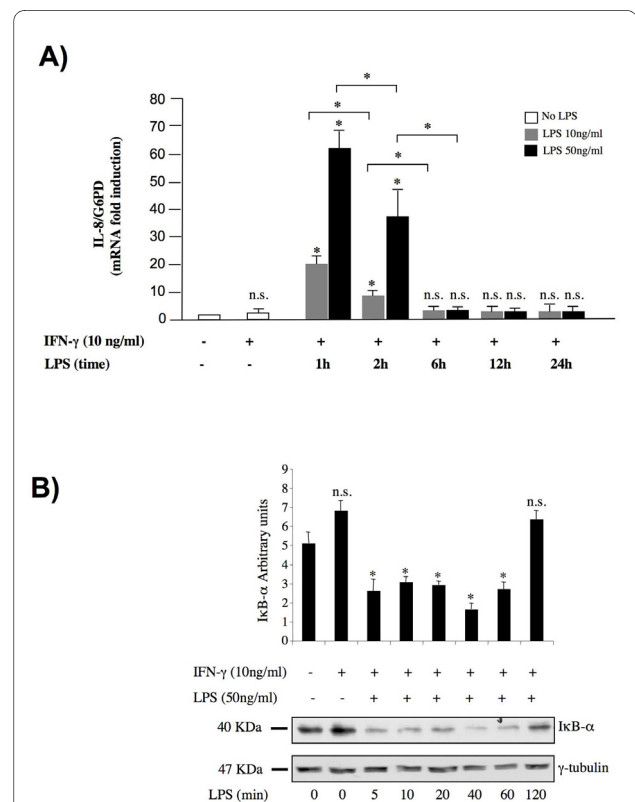 A)
* *
* * * *
80
70
60
50
40
30
20
10
0
IL-8/G6PD
(mRNA fold induction)
No LPS
LPS 10ng/ml
LPS 50ng/ml
n.s. * * * * n.s. n.s. n.s. n.s. n.s. n.s.
IFN-γ (10 ng/ml) - + + + + + +
LPS (time) - - 1h 2h 6h 12h 24h
B)
9
8
7
6
5
4
3
2
1
0
IκB-α Arbitrary units
n.s. * * * * * n.s.
IFN-γ (10ng/ml) - + + + + + + +
LPS (50ng/ml) - - + + + + + +
40 KDa IκB-α
47 KDa γ-tubulin
LPS (min) 0 0 5 10 20 40 60 120